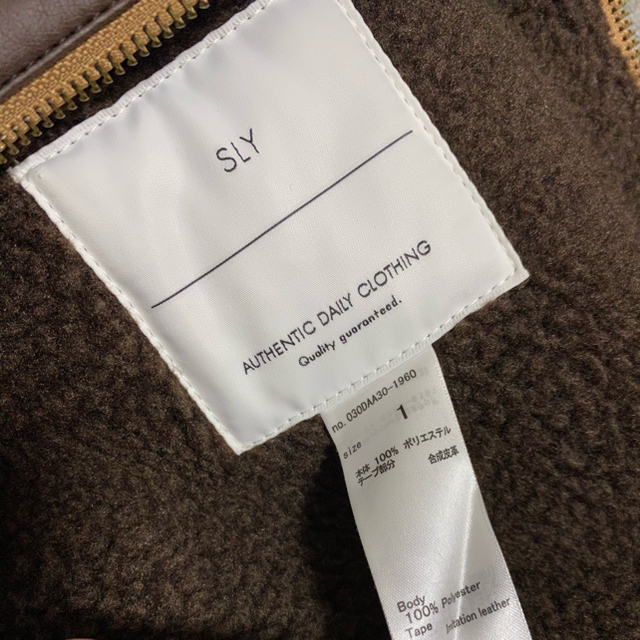 SLY
AUTHENTIC DAILY CLOTHING
Quality guaranteed.
no. 030DAA30-1960
size 1
本体 100% ポリエステル
テープ部分 合成皮革
Body
100% Polyester
Tape Imitation leather